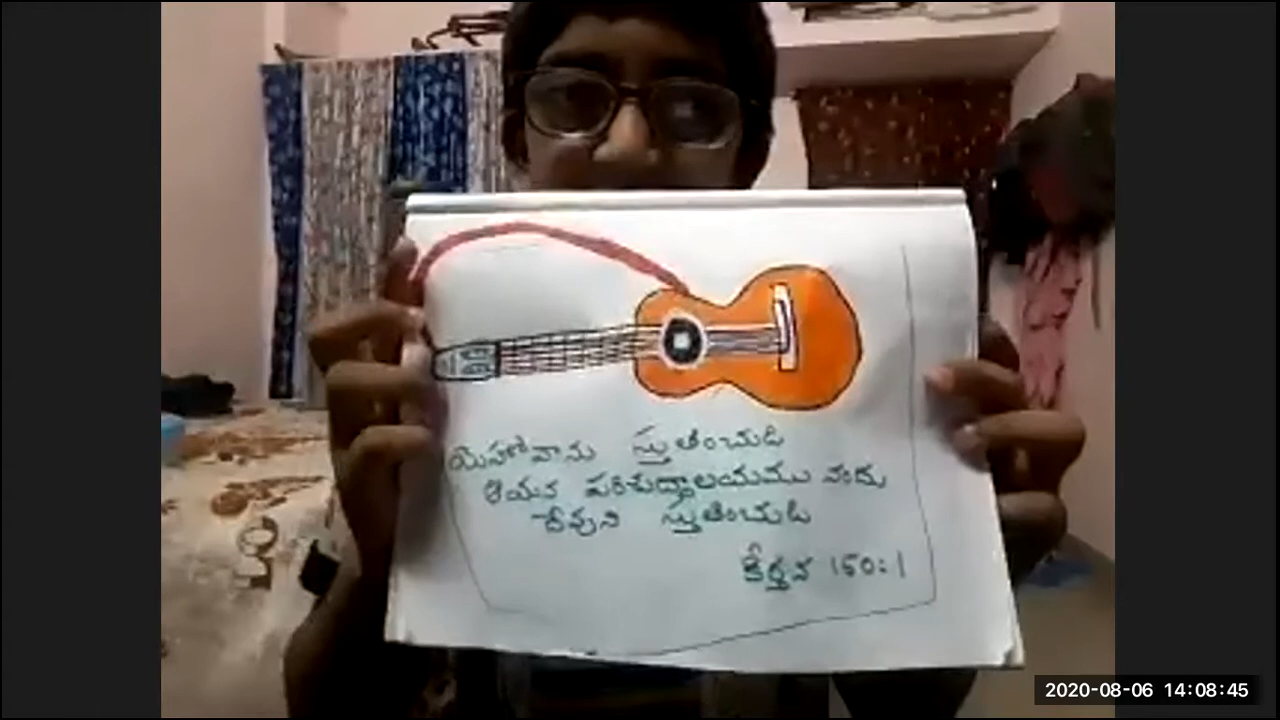 యెహోవాను స్తుతించుడి
ఆయన పరిశుద్ధాలయము నందు
దేవుని స్తుతించుడి
కీర్తన 150:1
2020-08-06 14:08:45